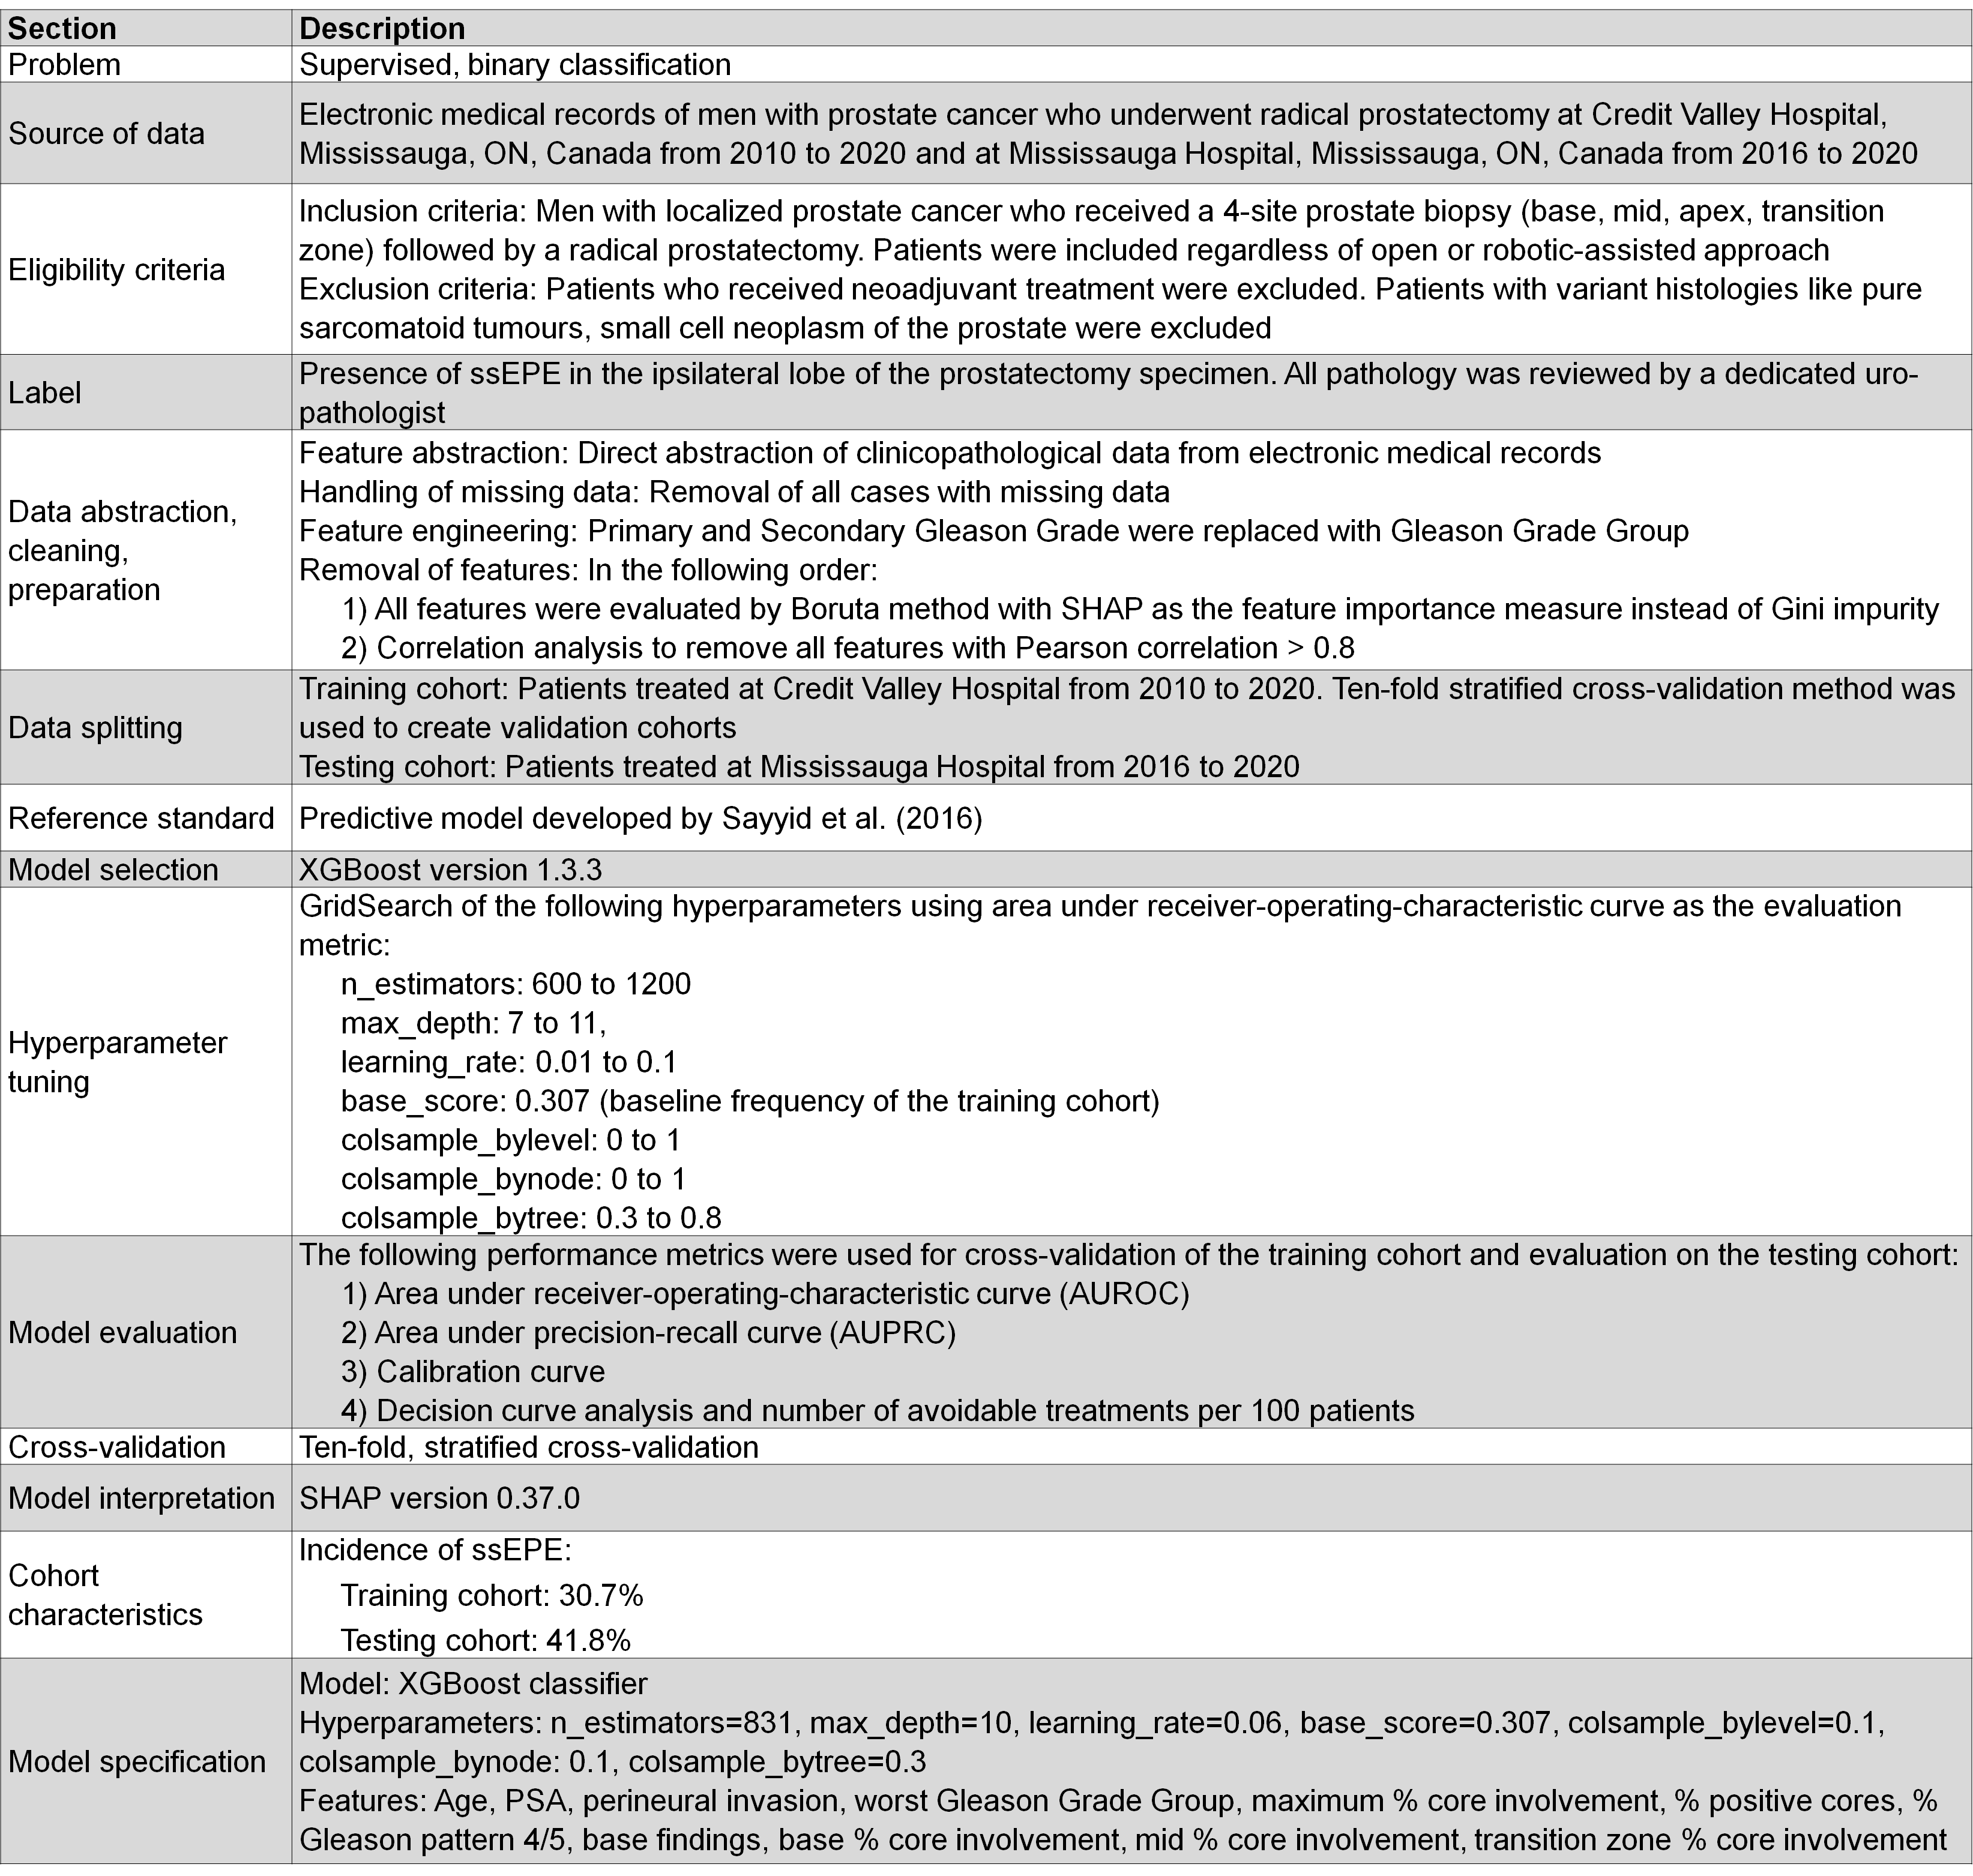 Section Description
Problem Supervised, binary classification
Source of data
Electronic medical records of men with prostate cancer who underwent radical prostatectomy at Credit Valley Hospital,
Mississauga, ON, Canada from 2010 to 2020 and at Mississauga Hospital, Mississauga, ON, Canada from 2016 to 2020
Eligibility criteria
Inclusion criteria: Men with localized prostate cancer who received a 4-site prostate biopsy (base, mid, apex, transition
zone) followed by a radical prostatectomy. Patients were included regardless of open or robotic-assisted approach
Exclusion criteria: Patients who received neoadjuvant treatment were excluded. Patients with variant histologies like pure
sarcomatoid tumours, small cell neoplasm of the prostate were excluded
Label
Presence of ssEPE in the ipsilateral lobe of the prostatectomy specimen. All pathology was reviewed by a dedicated uro-
pathologist
Data abstraction,
cleaning,
preparation
Feature abstraction: Direct abstraction of clinicopathological data from electronic medical records
Handling of missing data: Removal of all cases with missing data
Feature engineering: Primary and Secondary Gleason Grade were replaced with Gleason Grade Group
Removal of features: In the following order:
1) All features were evaluated by Boruta method with SHAP as the feature importance measure instead of Gini impurity
2) Correlation analysis to remove all features with Pearson correlation > 0.8
Data splitting
Training cohort: Patients treated at Credit Valley Hospital from 2010 to 2020. Ten-fold stratified cross-validation method was
used to create validation cohorts
Testing cohort: Patients treated at Mississauga Hospital from 2016 to 2020
Reference standard Predictive model developed by Sayyid et al. (2016)
Model selection XGBoost version 1.3.3
Hyperparameter
tuning
GridSearch of the following hyperparameters using area under receiver-operating-characteristic curve as the evaluation
metric:
n_estimators: 600 to 1200
max_depth: 7 to 11,
learning_rate: 0.01 to 0.1
base_score: 0.307 (baseline frequency of the training cohort)
colsample_bylevel: 0 to 1
colsample_bynode: 0 to 1
colsample_bytree: 0.3 to 0.8
Model evaluation
The following performance metrics were used for cross-validation of the training cohort and evaluation on the testing cohort:
1) Area under receiver-operating-characteristic curve (AUROC)
2) Area under precision-recall curve (AUPRC)
3) Calibration curve
4) Decision curve analysis and number of avoidable treatments per 100 patients
Cross-validation Ten-fold, stratified cross-validation
Model interpretation SHAP version 0.37.0
Cohort
characteristics
Incidence of ssEPE:
Training cohort: 30.7%
Testing cohort: 41.8%
Model specification
Model: XGBoost classifier
Hyperparameters: n_estimators=831, max_depth=10, learning_rate=0.06, base_score=0.307, colsample_bylevel=0.1,
colsample_bynode: 0.1, colsample_bytree=0.3
Features: Age, PSA, perineural invasion, worst Gleason Grade Group, maximum % core involvement, % positive cores, %
Gleason pattern 4/5, base findings, base % core involvement, mid % core involvement, transition zone % core involvement